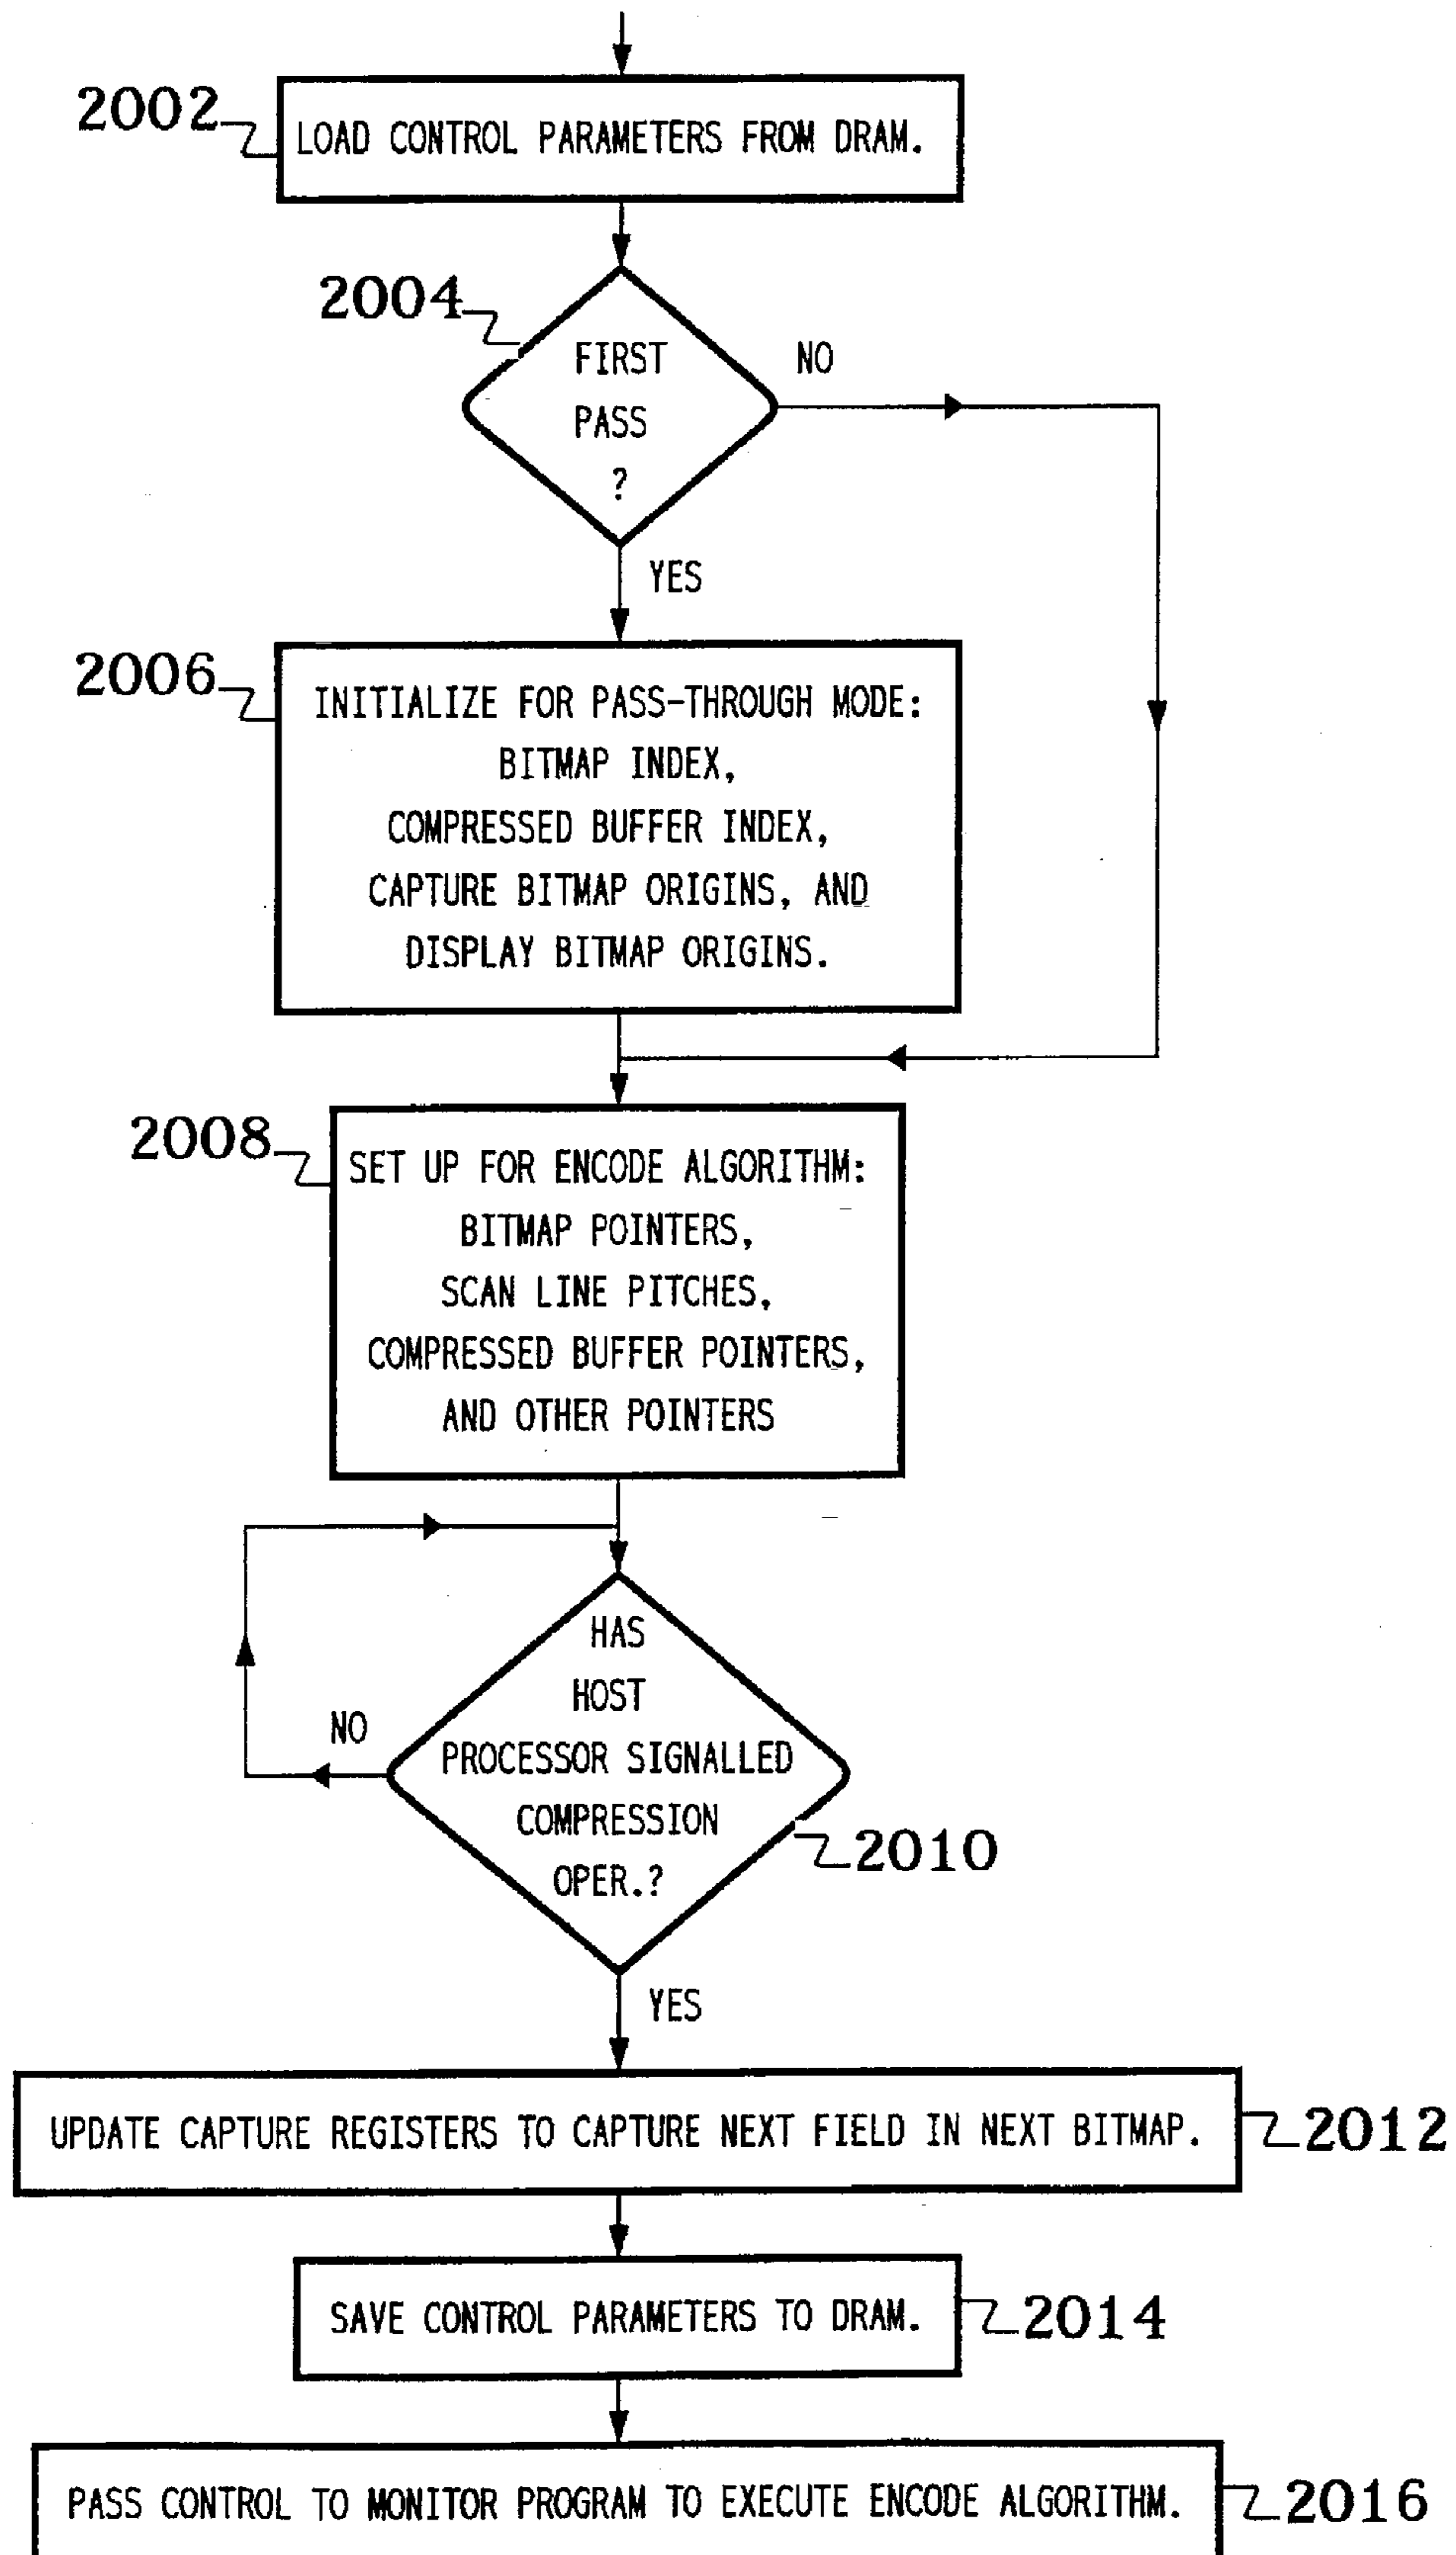 2002
LOAD CONTROL PARAMETERS FROM DRAM.
2004
FIRST
PASS
?
NO
YES
2006
INITIALIZE FOR PASS-THROUGH MODE:
BITMAP INDEX,
COMPRESSED BUFFER INDEX,
CAPTURE BITMAP ORIGINS, AND
DISPLAY BITMAP ORIGINS.
2008
SET UP FOR ENCODE ALGORITHM:
BITMAP POINTERS,
SCAN LINE PITCHES,
COMPRESSED BUFFER POINTERS,
AND OTHER POINTERS
HAS
HOST
PROCESSOR SIGNALLED
COMPRESSION
OPER.?
NO
2010
YES
UPDATE CAPTURE REGISTERS TO CAPTURE NEXT FIELD IN NEXT BITMAP.
2012
SAVE CONTROL PARAMETERS TO DRAM.
2014
PASS CONTROL TO MONITOR PROGRAM TO EXECUTE ENCODE ALGORITHM.
2016